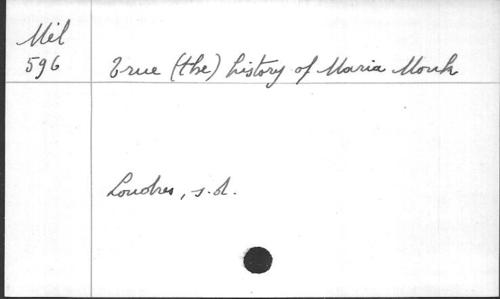 Mél
596
True (the) history of Maria Monk
Londres, s.d.